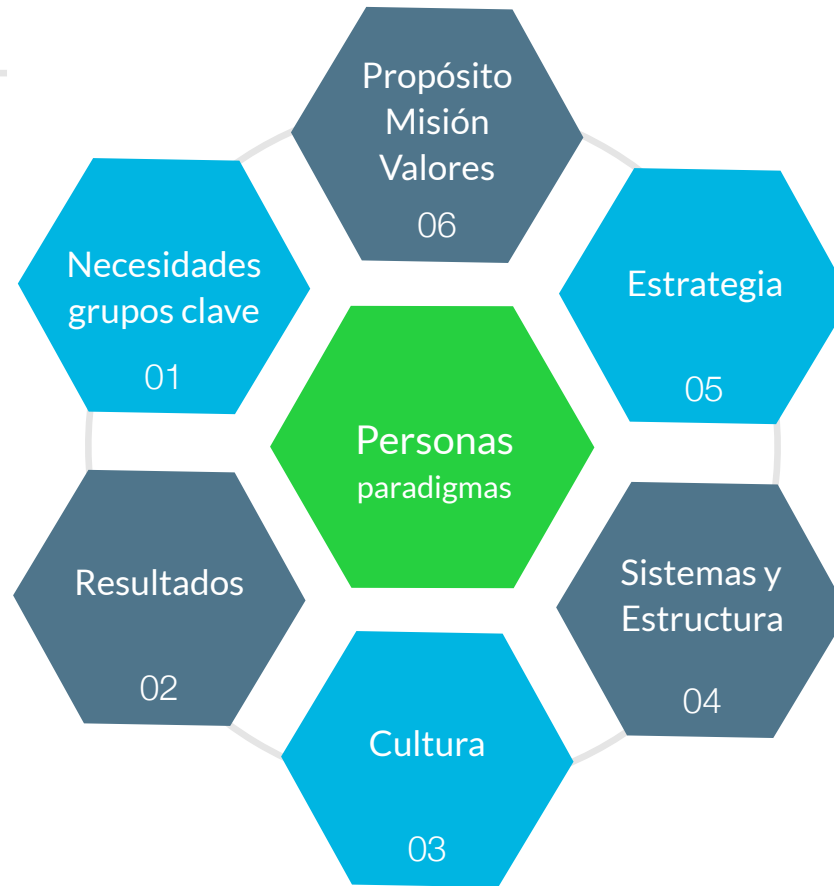 Propósito
Misión
Valores
06
Necesidades
grupos clave
01
Estrategia
05
Personas
paradigmas
Resultados
02
Sistemas y
Estructura
04
Cultura
03